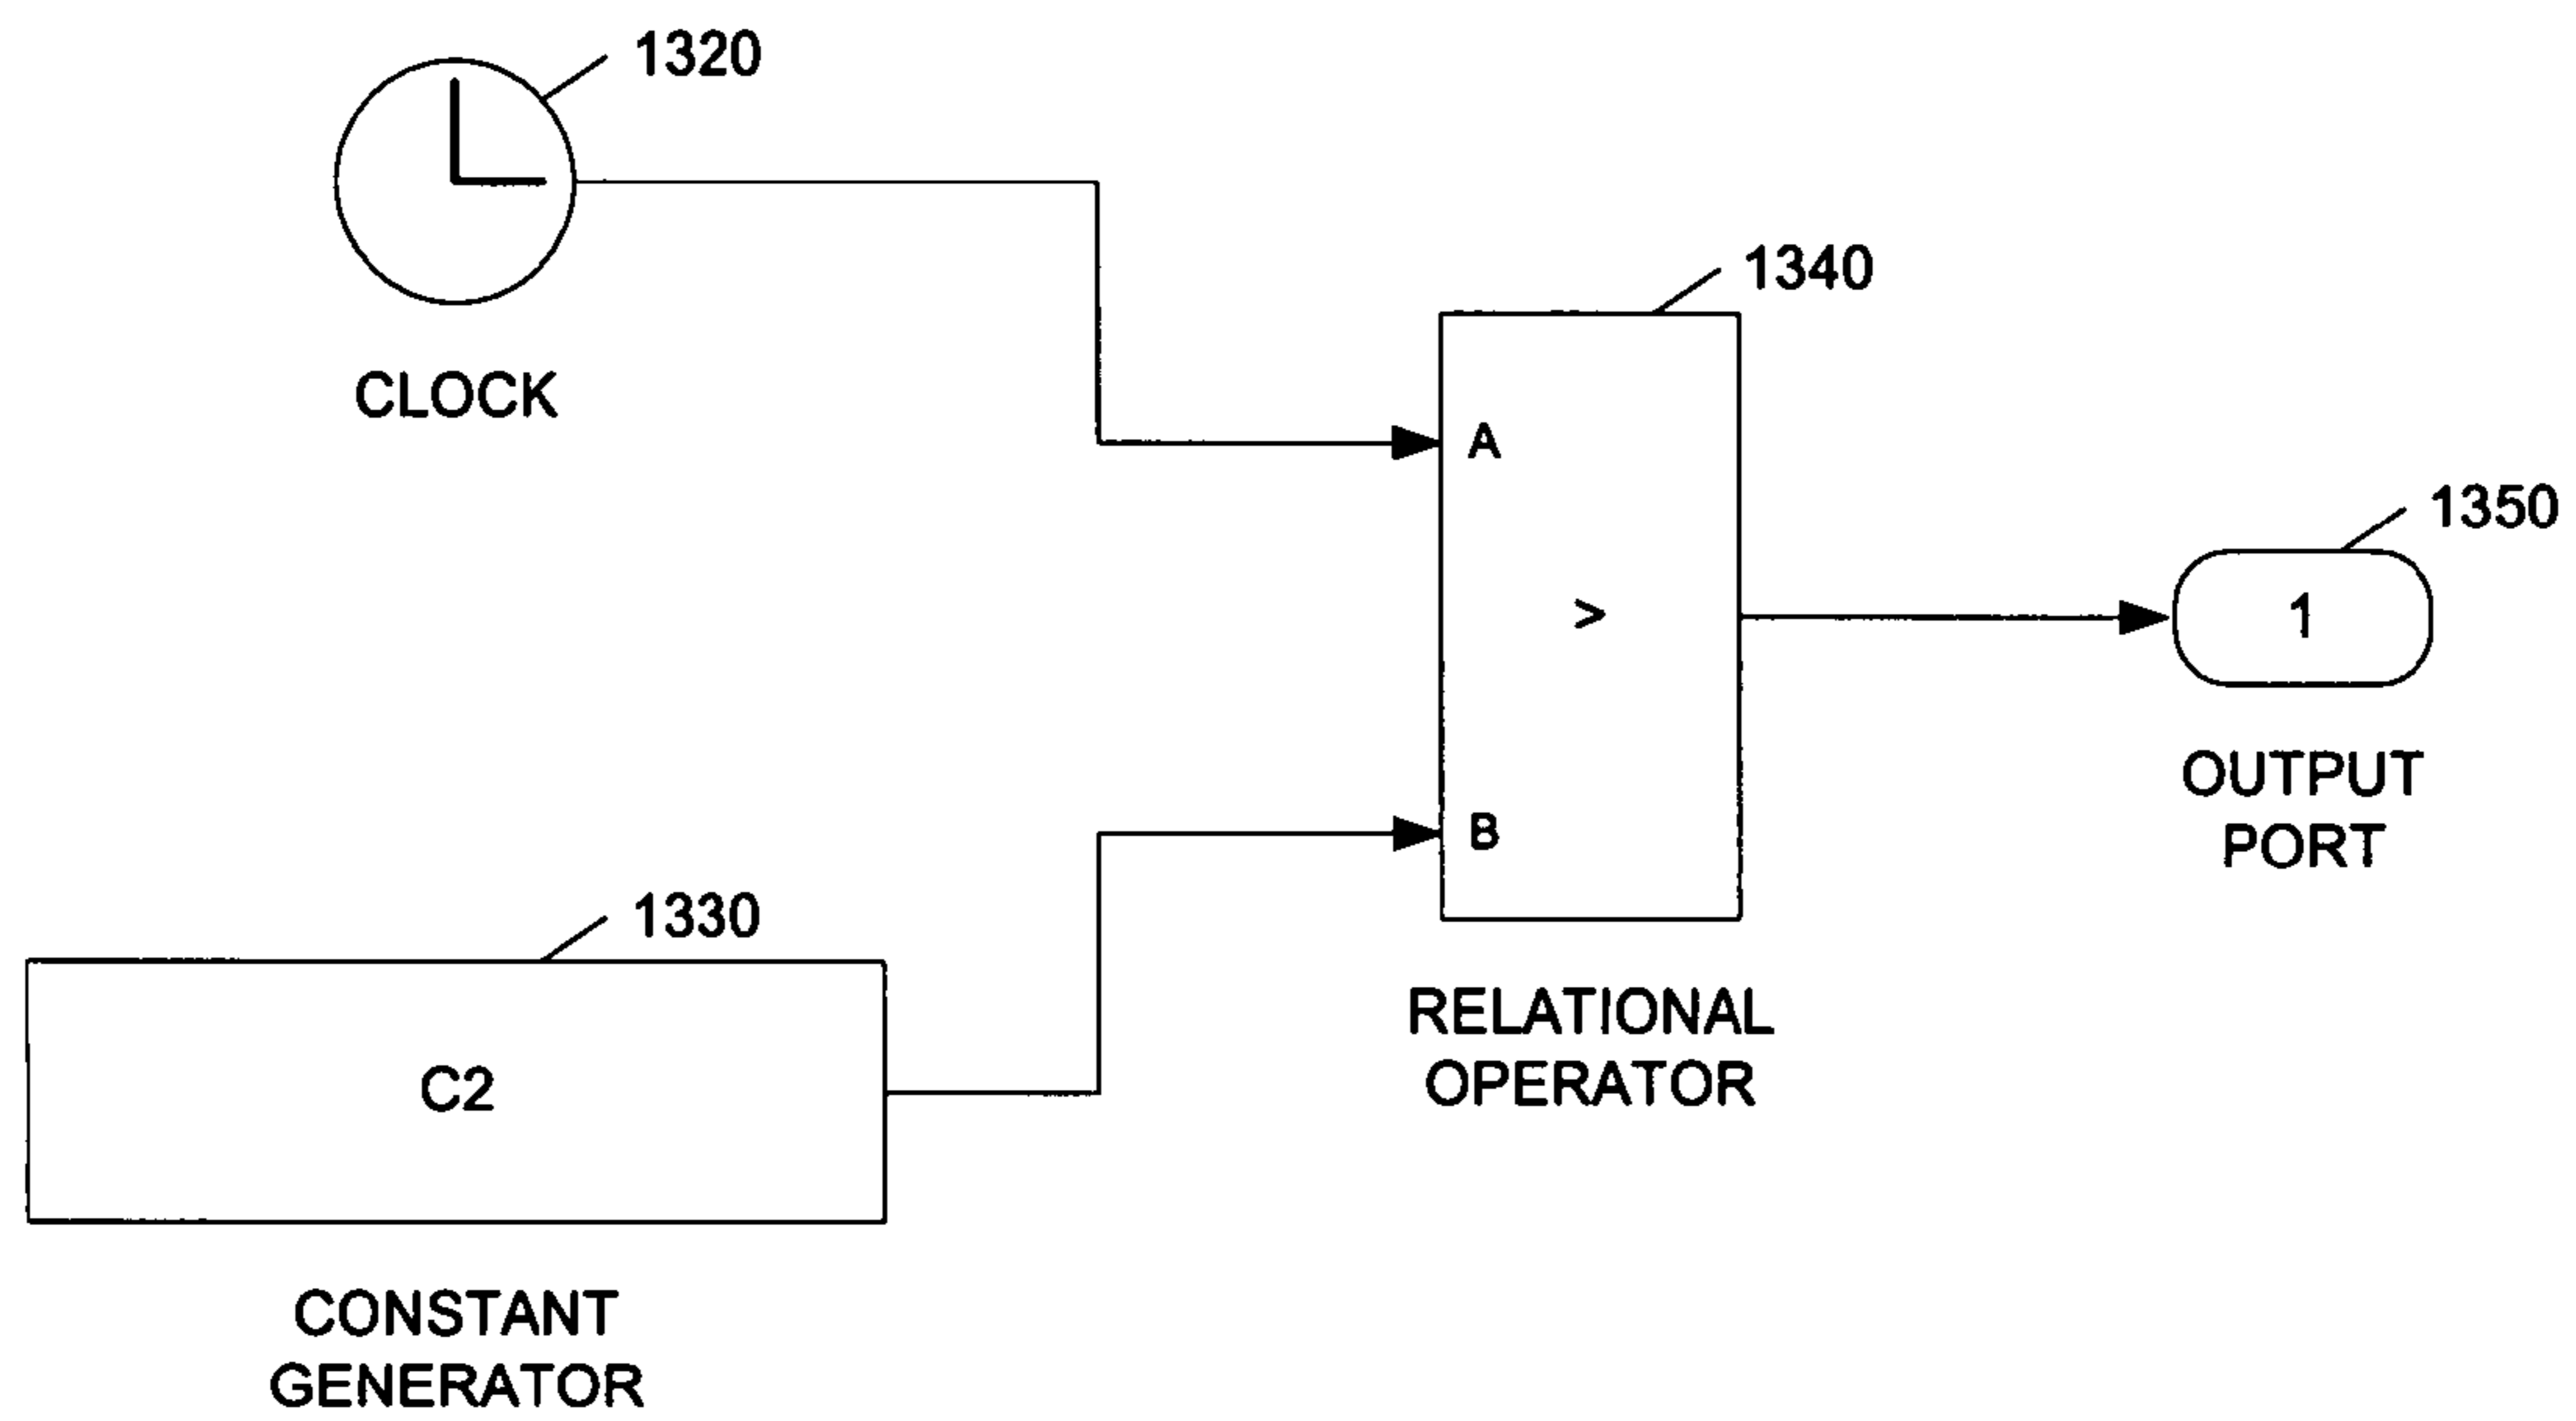 1320
CLOCK
1340
A
>
B
1350
1
OUTPUT
PORT
1330
C2
RELATIONAL
OPERATOR
CONSTANT
GENERATOR